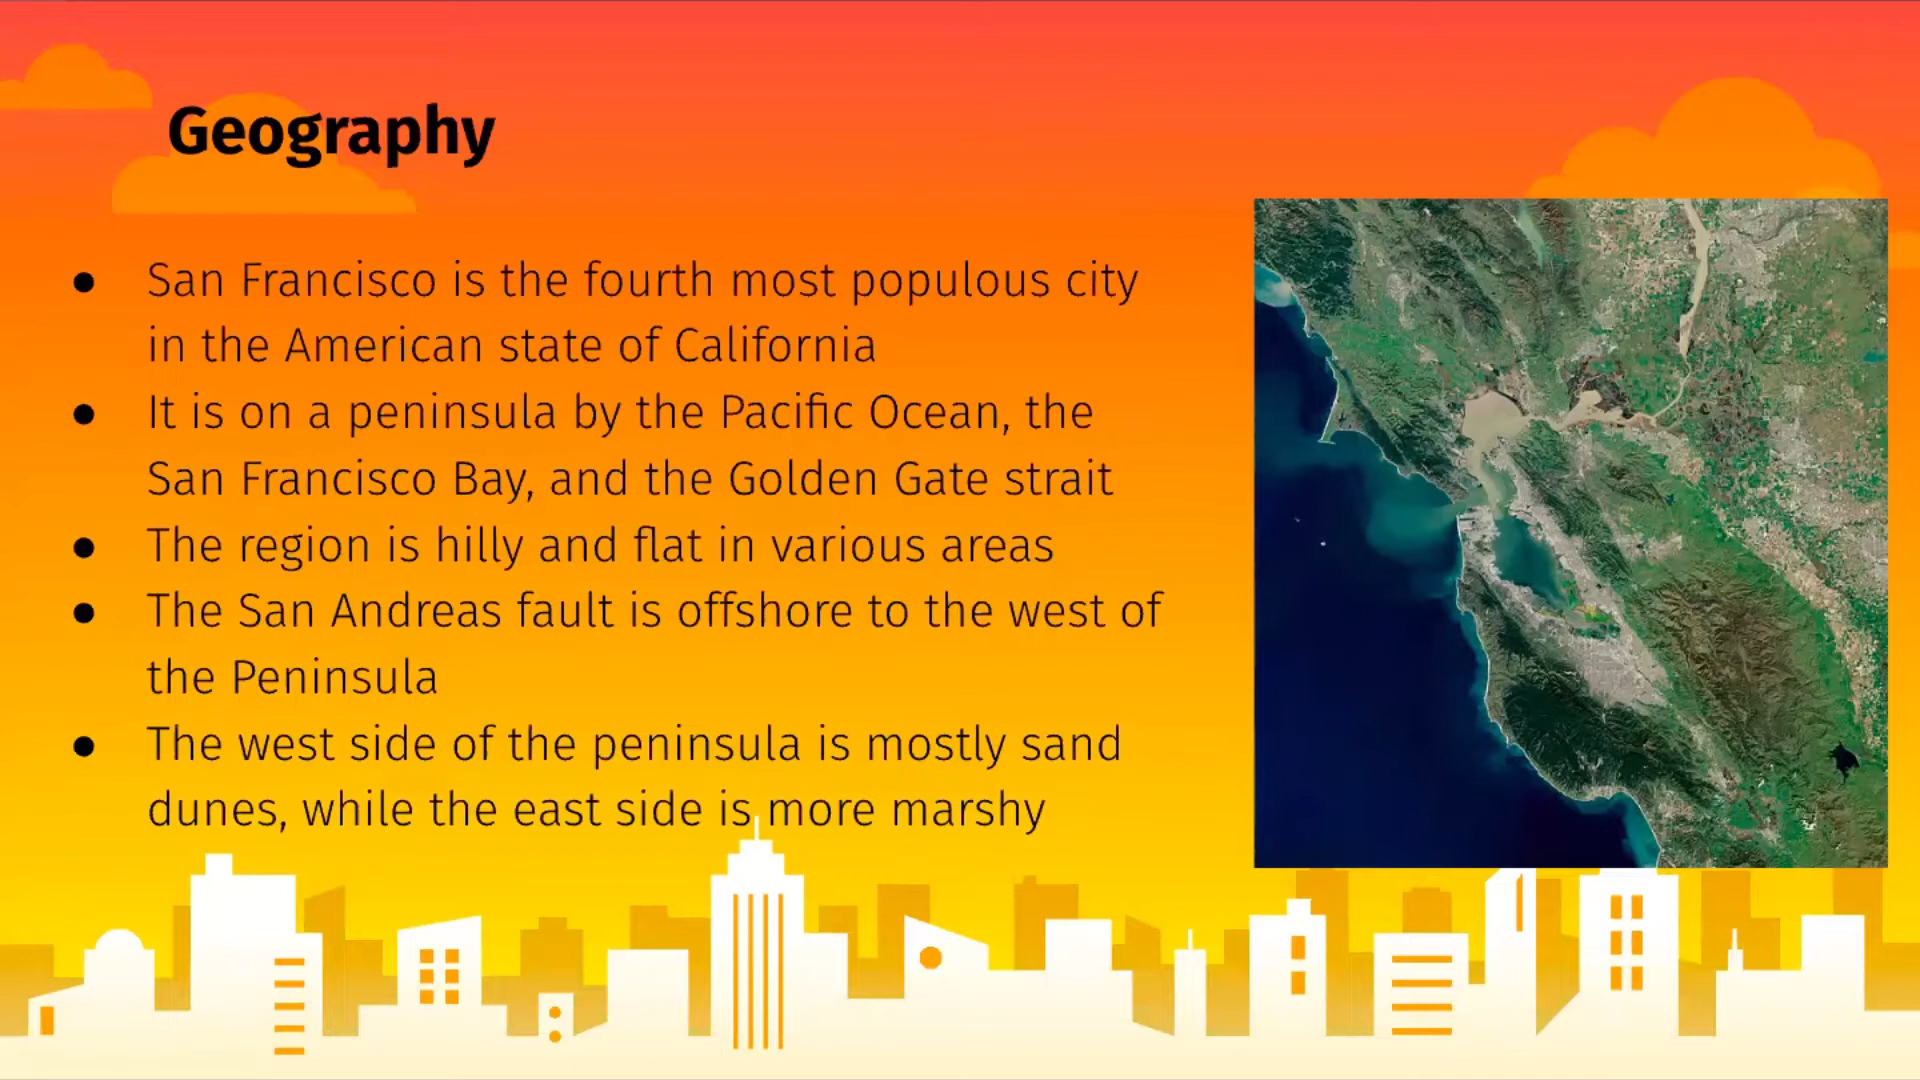 Geography
● San Francisco is the fourth most populous city
in the American state of California
● It is on a peninsula by the Pacific Ocean, the
San Francisco Bay, and the Golden Gate strait
● The region is hilly and flat in various areas
● The San Andreas fault is offshore to the west of
the Peninsula
● The west side of the peninsula is mostly sand
dunes, while the east side is more marshy